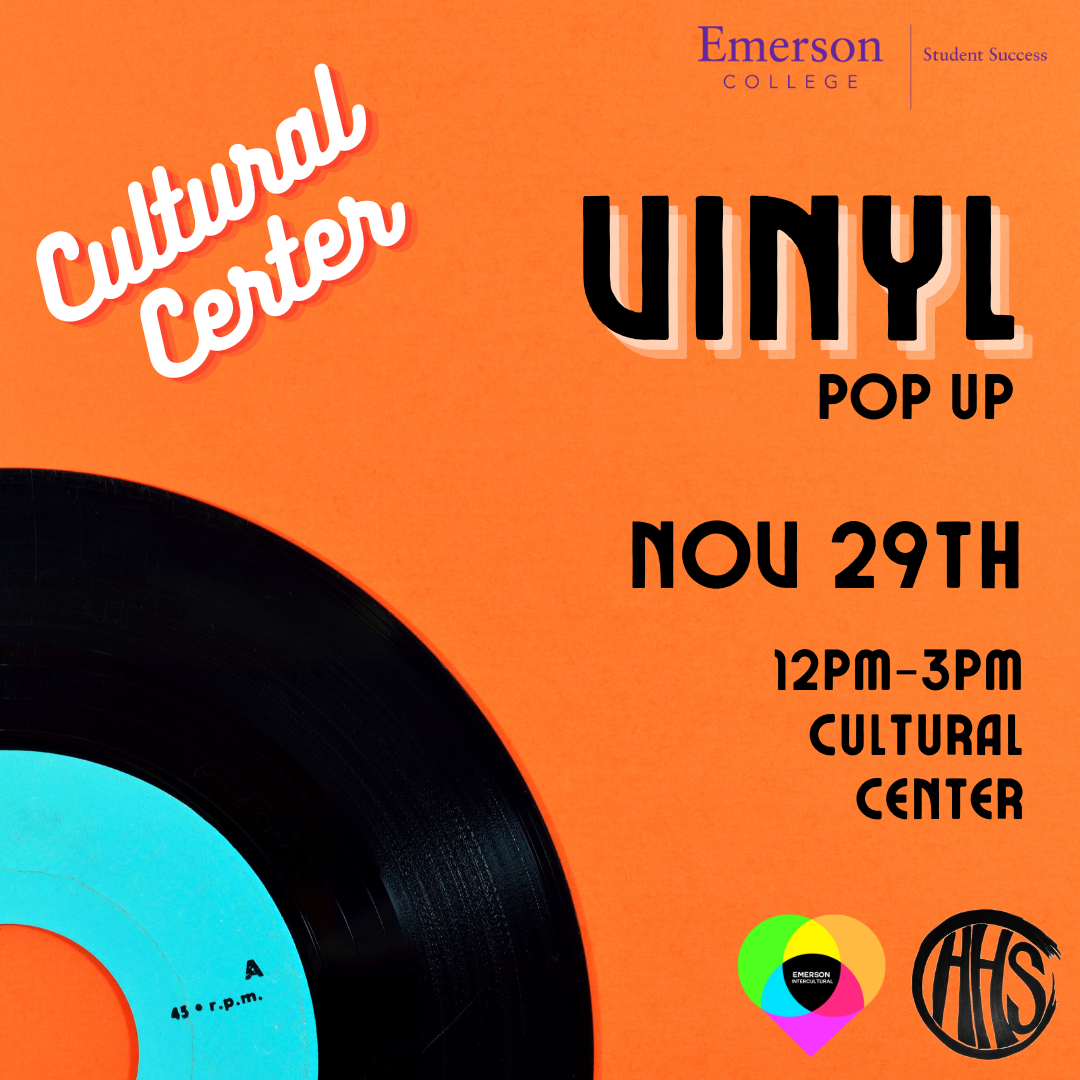 Emerson
COLLEGE
Student Success
Cultural
Center
VINYL
POP UP
NOV 29TH
12PM-3PM
CULTURAL
CENTER
A
45 • r.p.m.
EMERSON
INTERCULTURAL
HHS